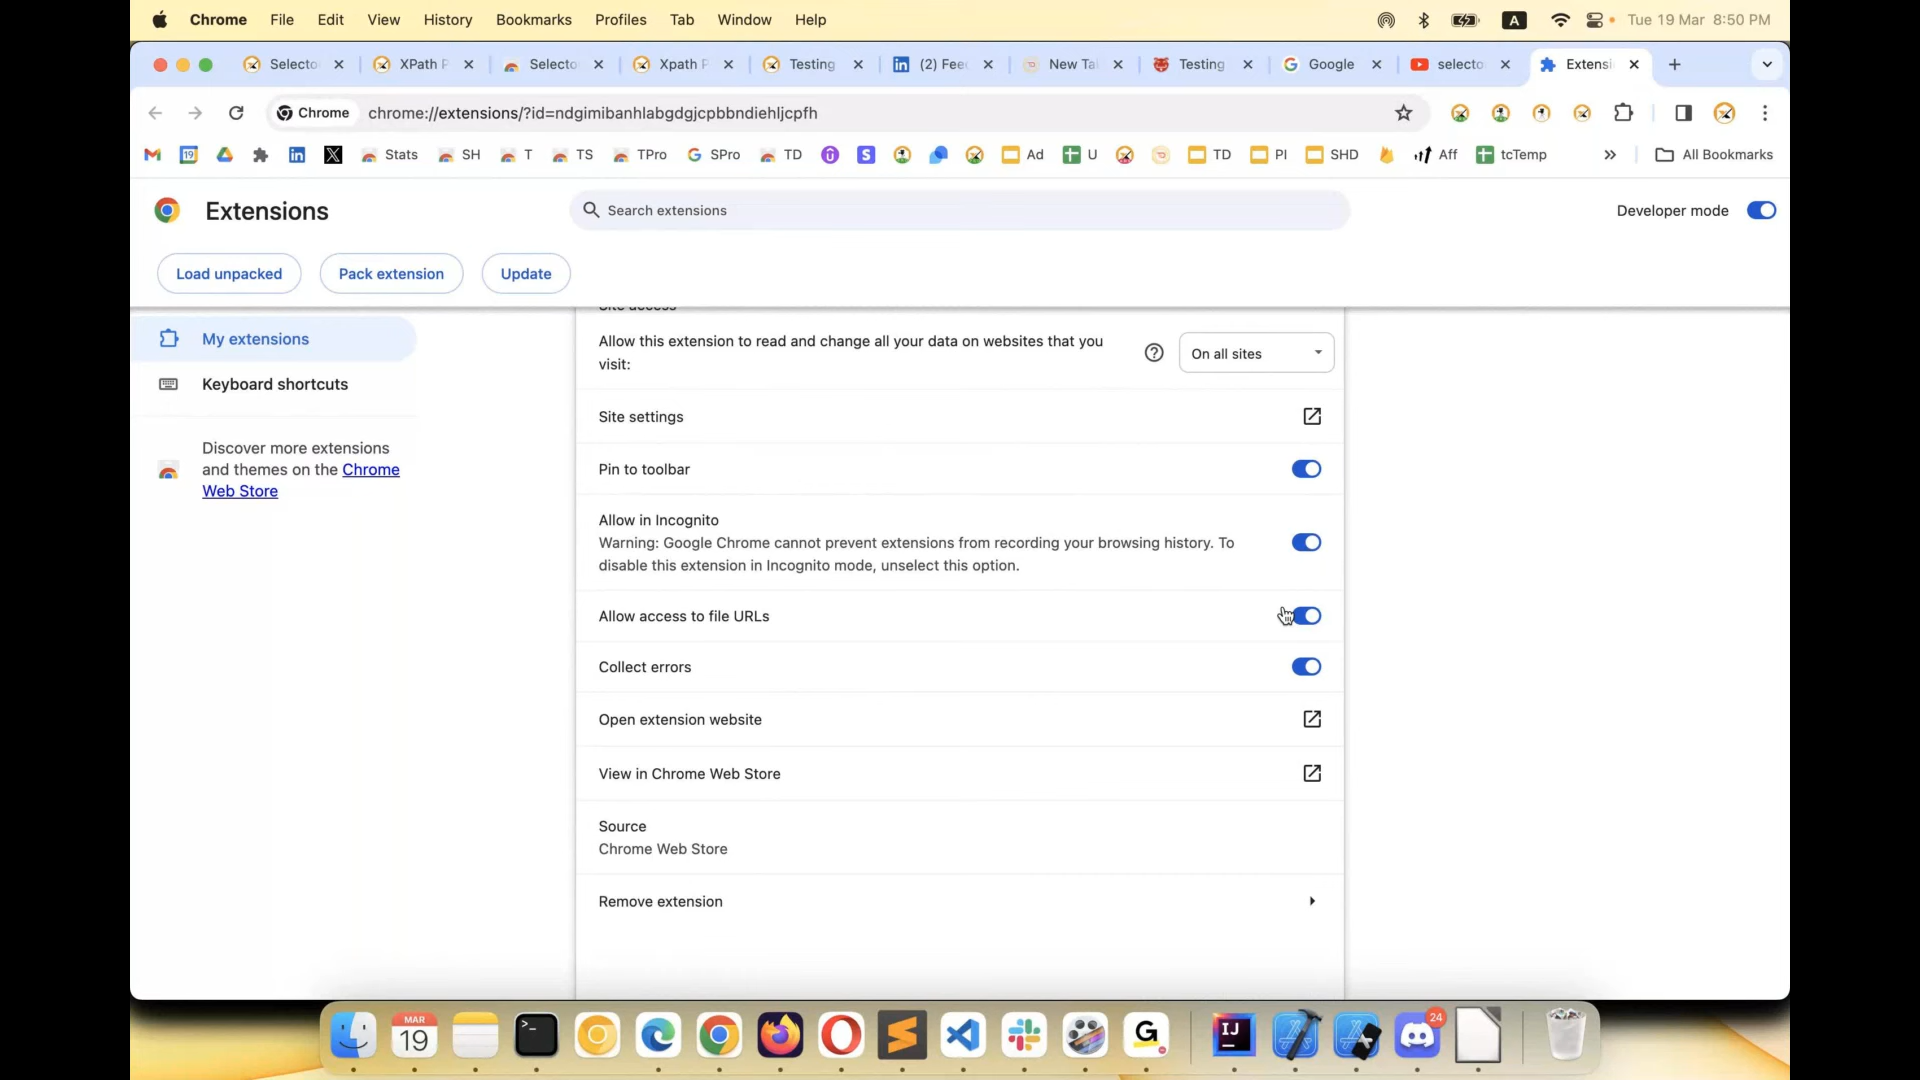 Chrome File Edit View History Bookmarks Profiles Tab Window Help A Tue 19 Mar 8:50 PM
Selecto XPath P Selecto Xpath P Testing (2) Fee New Ta Testing Google selecto Extensi
Chrome chrome://extensions/?id=ndgimibanhlabgdgjcpbbndiehljcpfh
19 Stats SH T TS TPro SPro TD Ad U TD PI SHD Aff tcTemp All Bookmarks
Extensions Search extensions Developer mode
Load unpacked Pack extension Update
Site access
My extensions
Keyboard shortcuts
Discover more extensions
and themes on the Chrome
Web Store
Allow this extension to read and change all your data on websites that you
visit:
On all sites
Site settings
Pin to toolbar
Allow in Incognito
Warning: Google Chrome cannot prevent extensions from recording your browsing history. To
disable this extension in Incognito mode, unselect this option.
Allow access to file URLs
Collect errors
Open extension website
View in Chrome Web Store
Source
Chrome Web Store
Remove extension
MAR
19
G
IJ
24